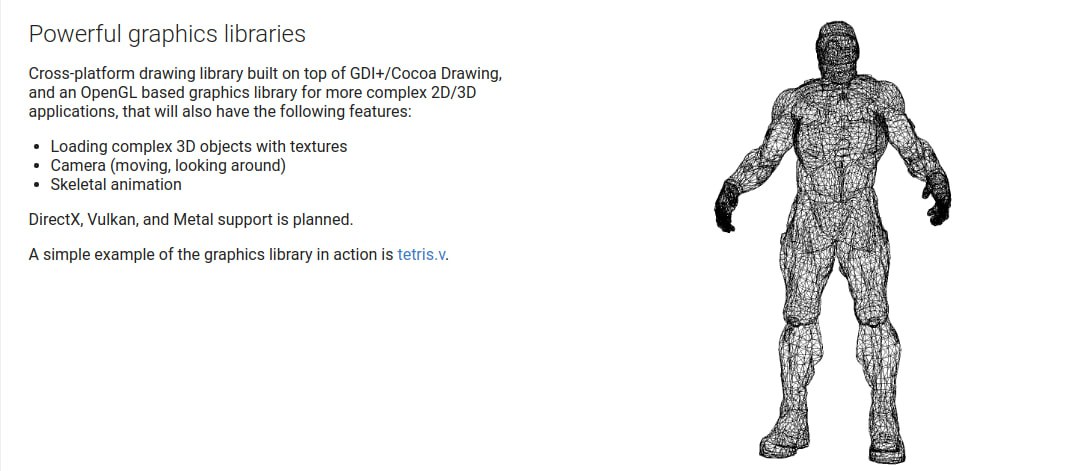 Powerful graphics libraries
Cross-platform drawing library built on top of GDI+/Cocoa Drawing,
and an OpenGL based graphics library for more complex 2D/3D
applications, that will also have the following features:
• Loading complex 3D objects with textures
• Camera (moving, looking around)
• Skeletal animation
DirectX, Vulkan, and Metal support is planned.
A simple example of the graphics library in action is tetris.v.